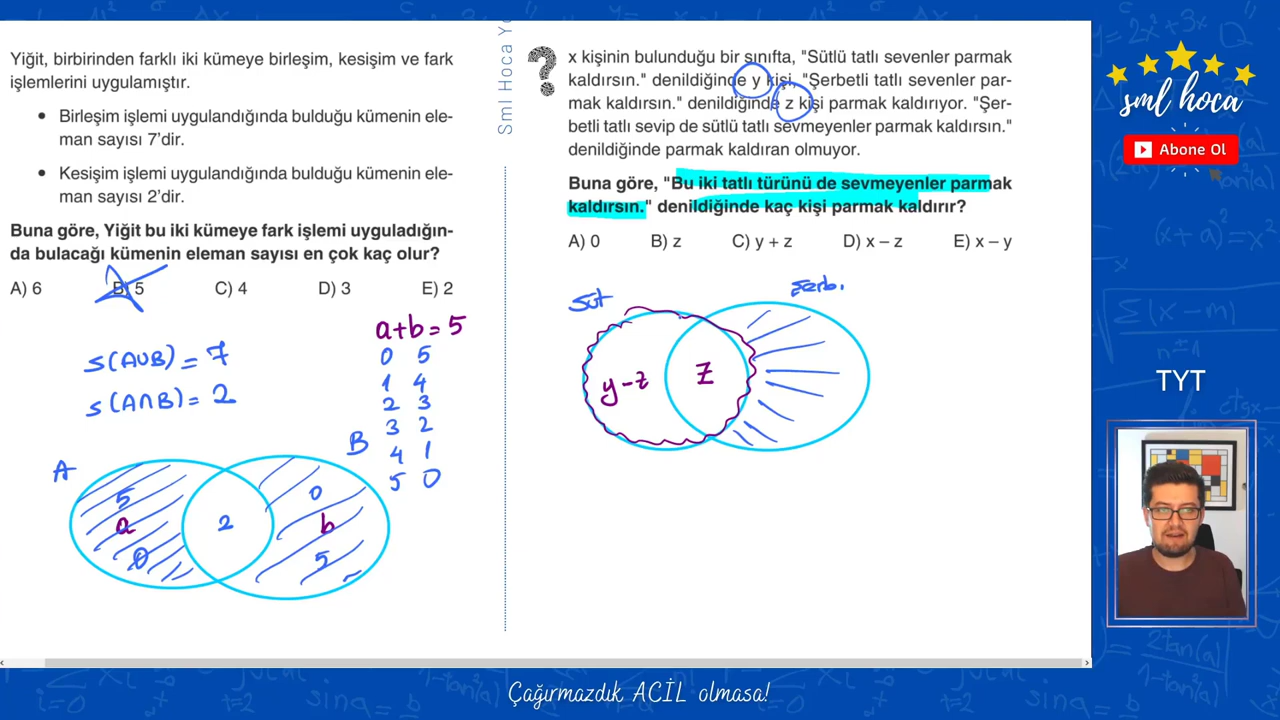 Yiğit, birbirinden farklı iki kümeye birleşim, kesişim ve fark
işlemlerini uygulamıştır.
• Birleşim işlemi uygulandığında bulduğu kümenin ele-
man sayısı 7'dir.
• Kesişim işlemi uygulandığında bulduğu kümenin ele-
man sayısı 2'dir.
Buna göre, Yiğit bu iki kümeye fark işlemi uyguladığın-
da bulacağı kümenin eleman sayısı en çok kaç olur?
A) 6 B) 5 C) 4 D) 3 E) 2
a+b = 5
0 5
1 4
2 3
3 2
4 1
5 0
s(A∪B) = 7
s(A∩B) = 2
A
B
5
a
0
2
0
b
5
Sml Hoca Yo
?
x kişinin bulunduğu bir sınıfta, "Sütlü tatlı sevenler parmak
kaldırsın." denildiğinde y kişi, "Şerbetli tatlı sevenler par-
mak kaldırsın." denildiğinde z kişi parmak kaldırıyor. "Şer-
betli tatlı sevip de sütlü tatlı sevmeyenler parmak kaldırsın."
denildiğinde parmak kaldıran olmuyor.
Buna göre, "Bu iki tatlı türünü de sevmeyenler parmak
kaldırsın." denildiğinde kaç kişi parmak kaldırır?
A) 0 B) z C) y + z D) x – z E) x – y
Süt
Şerb.
y-z
z
sml hoca
Abone Ol
TYT
Çağırmazdık ACİL olmasa!